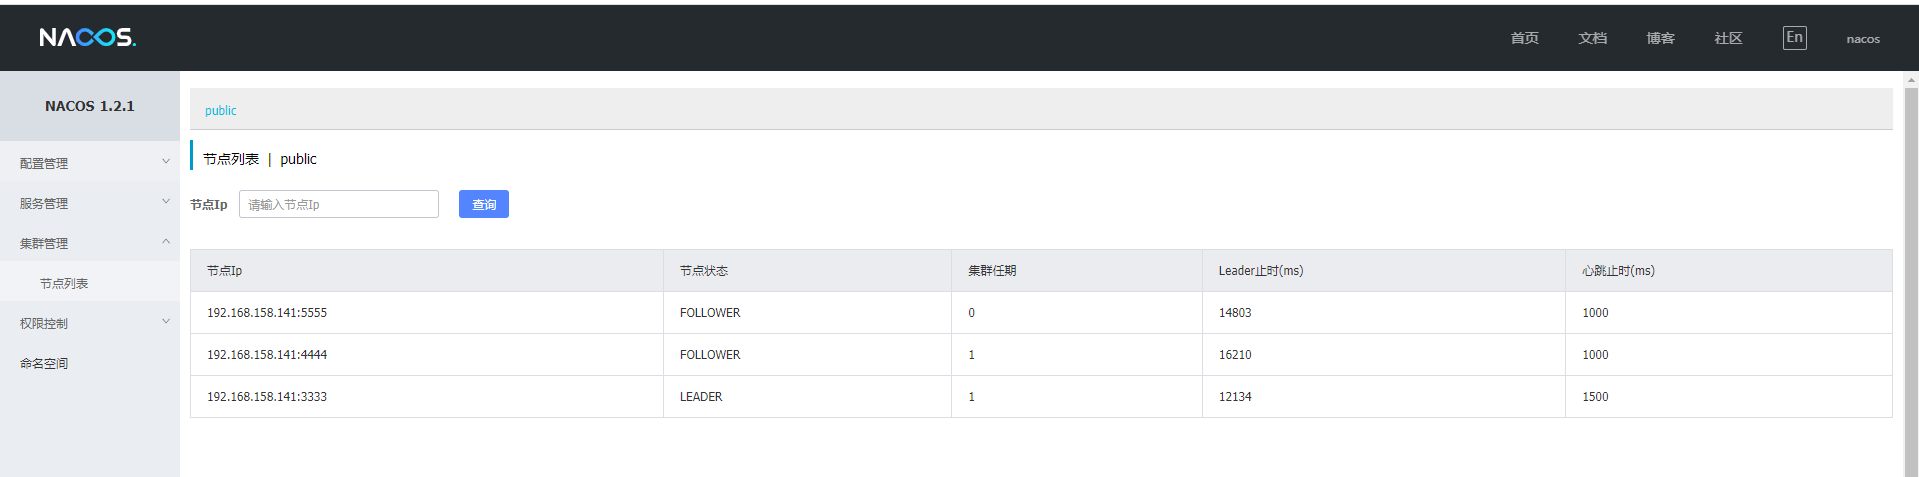 NACOS.
首页 文档 博客 社区 En nacos
NACOS 1.2.1
配置管理
服务管理
集群管理
节点列表
权限控制
命名空间
public
节点列表 | public
节点Ip 请输入节点Ip 查询
节点Ip 节点状态 集群任期 Leader止时(ms) 心跳止时(ms)
192.168.158.141:5555 FOLLOWER 0 14803 1000
192.168.158.141:4444 FOLLOWER 1 16210 1000
192.168.158.141:3333 LEADER 1 12134 1500